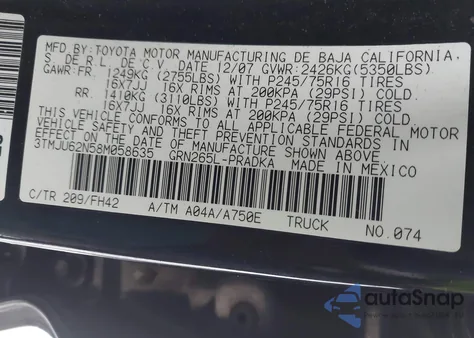 MFD.BY:TOYOTA MOTOR MANUFACTURING DE BAJA CALIFORNIA,
S DE R L DE C V DATE 12/07 GVWR:2426KG(5350LBS)
GAWR:FR. 1249KG (2755LBS) WITH P245/75R16 TIRES
16X7JJ 16X RIMS AT 200KPA (29PSI) COLD.
RR. 1410KG (3110LBS) WITH P245/75R16 TIRES
16X7JJ 16X RIMS AT 200KPA (29PSI) COLD.
CONFORMS TO ALL APPLICABLE FEDERAL MOTOR
VEHICLE SAFETY AND THEFT PREVENTION STANDARDS IN
EFFECT ON THE DATE OF MANUFACTURE SHOWN ABOVE.
3TMJU62N58M058635 GRN265L-PRADKA MADE IN MEXICO
C/TR 209/FH42 A/TM A04A/A750E TRUCK NO.074
autoSnap